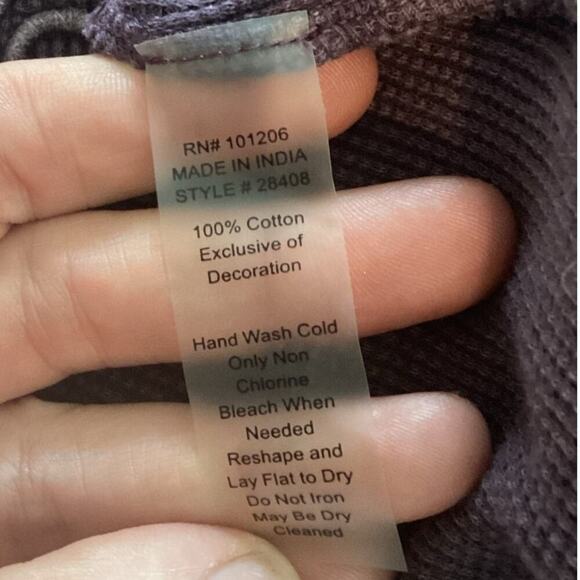 RN# 101206
MADE IN INDIA
STYLE # 28408
100% Cotton
Exclusive of
Decoration
Hand Wash Cold
Only Non
Chlorine
Bleach When
Needed
Reshape and
Lay Flat to Dry
Do Not Iron
May Be Dry
Cleaned